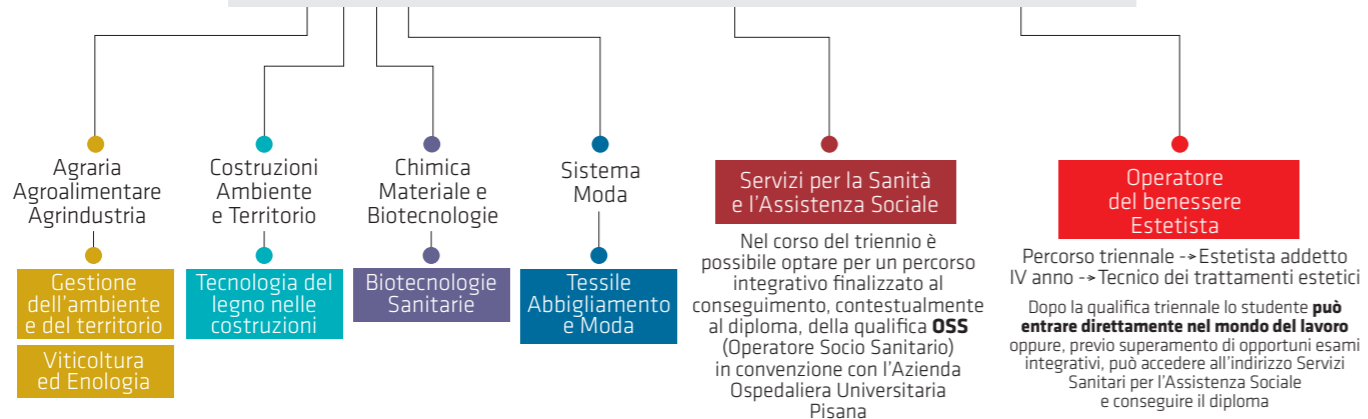 Agraria
Agroalimentare
Agrindustria
Gestione
dell'ambiente
e del territorio
Viticoltura
ed Enologia
Costruzioni
Ambiente
e Territorio
Tecnologia del
legno nelle
costruzioni
Chimica
Materiale e
Biotecnologie
Biotecnologie
Sanitarie
Sistema
Moda
Tessile
Abbigliamento
e Moda
Servizi per la Sanità
e l'Assistenza Sociale
Nel corso del triennio è
possibile optare per un percorso
integrativo finalizzato al
conseguimento, contestualmente
al diploma, della qualifica OSS
(Operatore Socio Sanitario)
in convenzione con l'Azienda
Ospedaliera Universitaria
Pisana
Operatore
del benessere
Estetista
Percorso triennale -→ Estetista addetto
IV anno -→ Tecnico dei trattamenti estetici
Dopo la qualifica triennale lo studente può
entrare direttamente nel mondo del lavoro
oppure, previo superamento di opportuni esami
integrativi, può accedere all'indirizzo Servizi
Sanitari per l'Assistenza Sociale
e conseguire il diploma